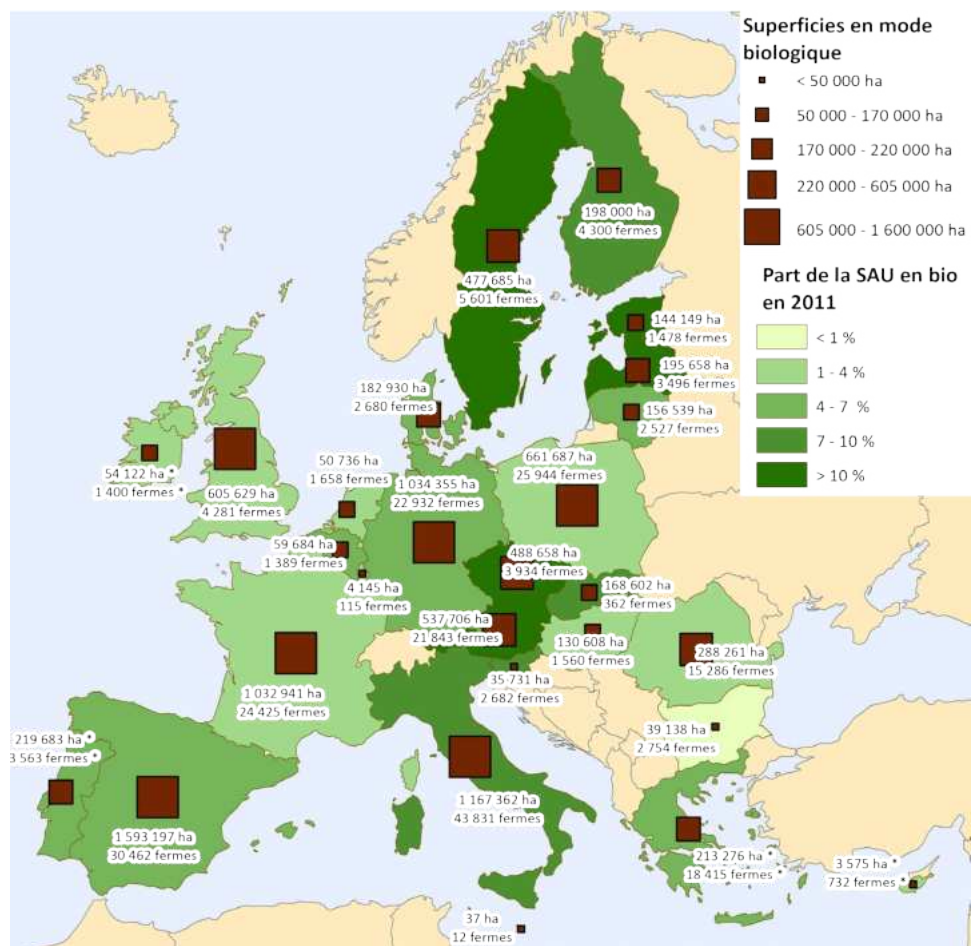 Superficies en mode
biologique
< 50 000 ha
50 000 - 170 000 ha
170 000 - 220 000 ha
220 000 - 605 000 ha
605 000 - 1 600 000 ha
Part de la SAU en bio
en 2011
< 1 %
1 - 4 %
4 - 7 %
7 - 10 %
> 10 %
198 000 ha
4 300 fermes
477 685 ha
5 601 fermes
144 149 ha
1 478 fermes
195 658 ha
3 496 fermes
156 539 ha
2 527 fermes
182 930 ha
2 680 fermes
54 122 ha *
1 400 fermes *
605 629 ha
4 281 fermes
50 736 ha
1 658 fermes
1 034 355 ha
22 932 fermes
661 687 ha
25 944 fermes
59 684 ha
1 389 fermes
4 145 ha
115 fermes
488 658 ha
3 934 fermes
168 602 ha
362 fermes
537 706 ha
21 843 fermes
130 608 ha
1 560 fermes
288 261 ha
15 286 fermes
1 032 941 ha
24 425 fermes
35 731 ha
2 682 fermes
39 138 ha
2 754 fermes
219 683 ha *
3 563 fermes *
1 593 197 ha
30 462 fermes
1 167 362 ha
43 831 fermes
213 276 ha *
18 415 fermes *
3 575 ha *
732 fermes *
37 ha
12 fermes